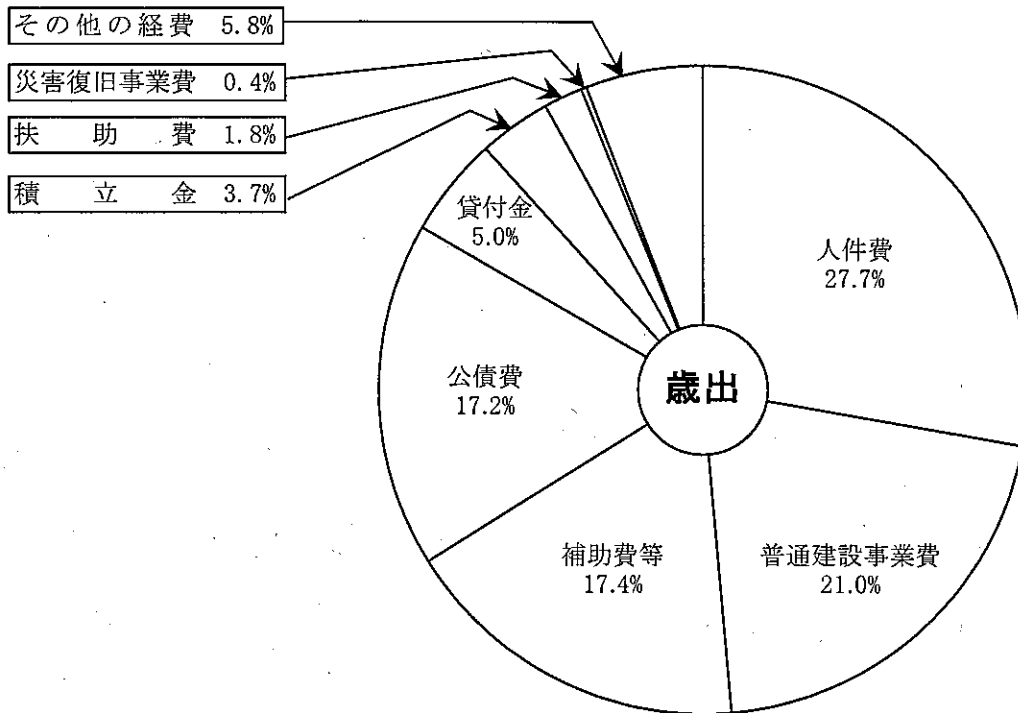 その他の経費 5.8%
災害復旧事業費 0.4%
扶助費 1.8%
積立金 3.7%
貸付金
5.0%
人件費
27.7%
公債費
17.2%
歳出
補助費等
17.4%
普通建設事業費
21.0%